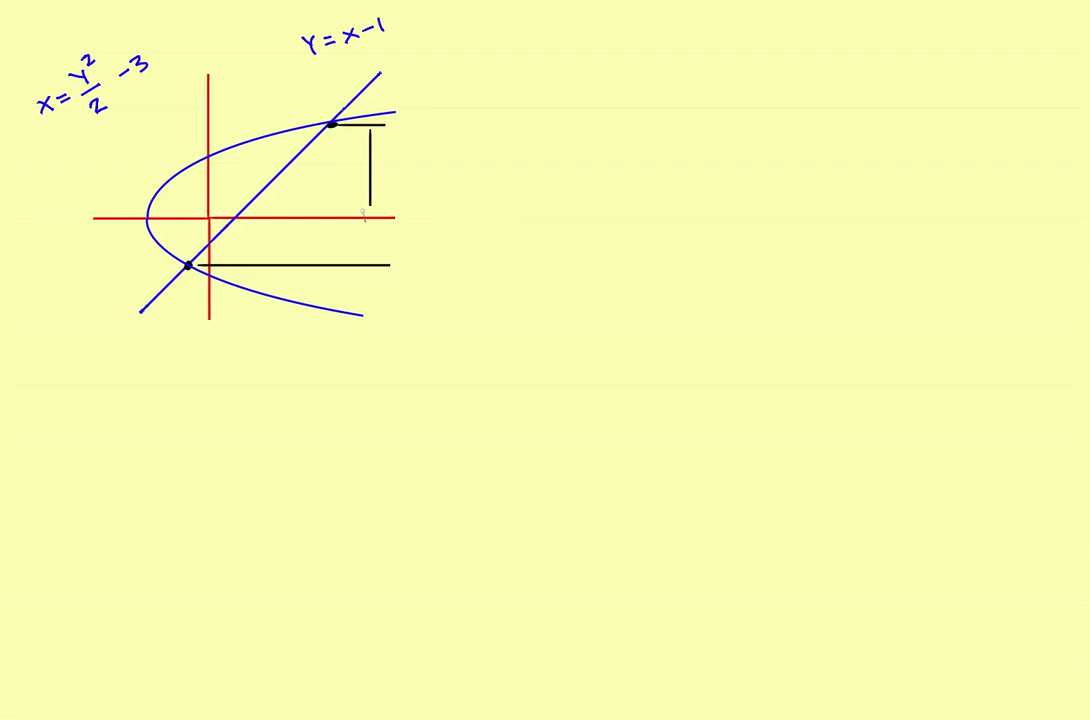 Y = X - 1
X = Y²/2 - 3